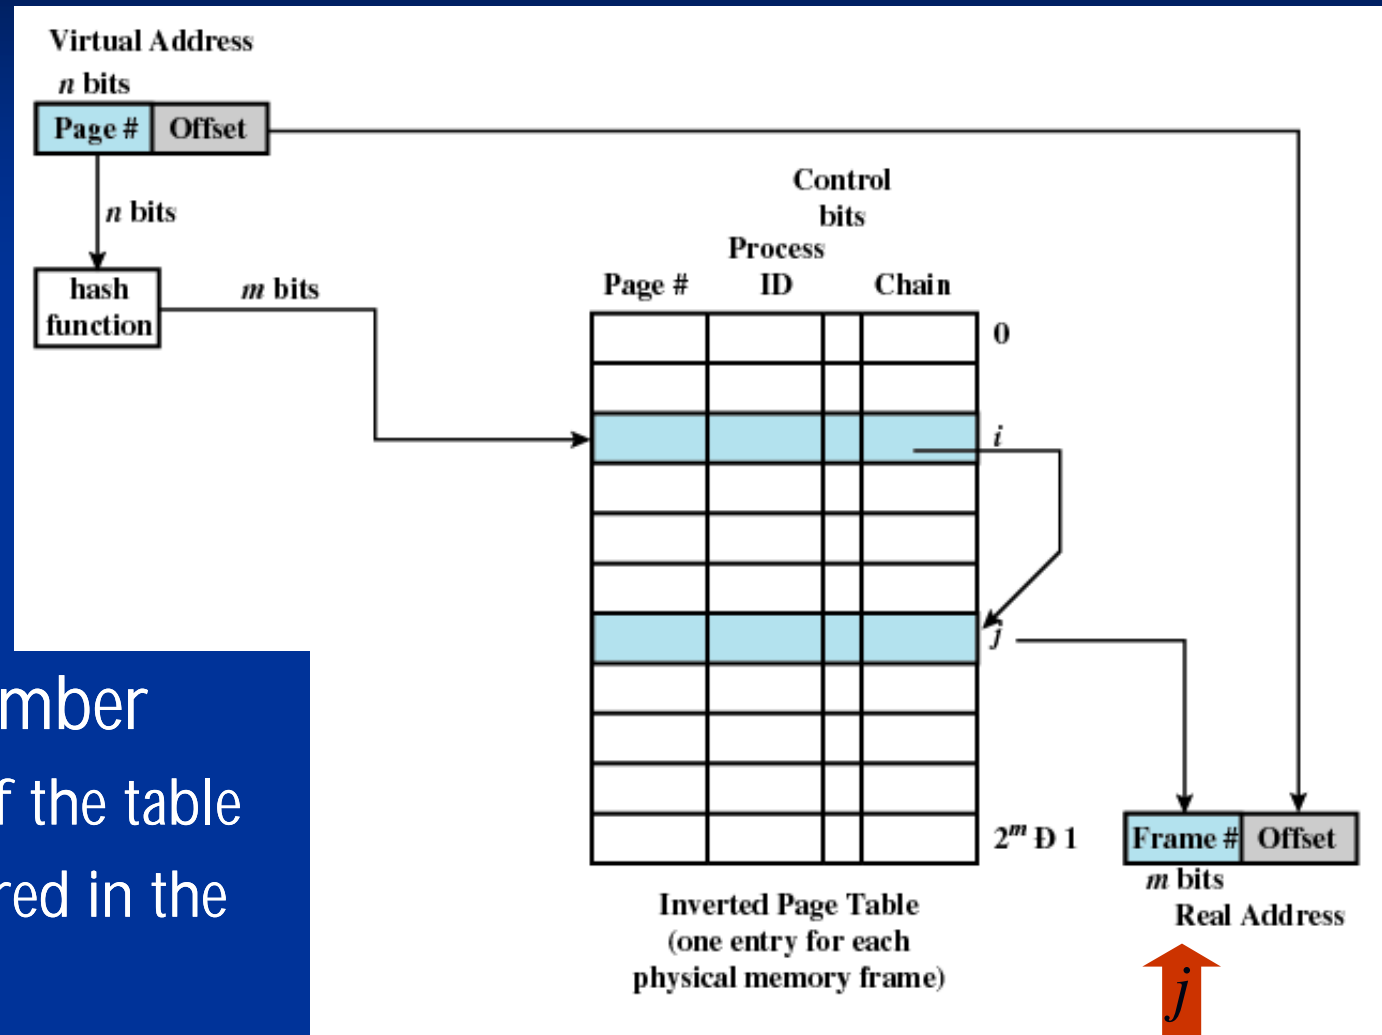 Virtual Address
n bits
Page # Offset
n bits
hash
function
m bits
Control
bits
Process
Page # ID Chain
0
i
j
2^m Đ 1
Frame # Offset
m bits
Real Address
j
Inverted Page Table
(one entry for each
physical memory frame)
mber
f the table
red in the